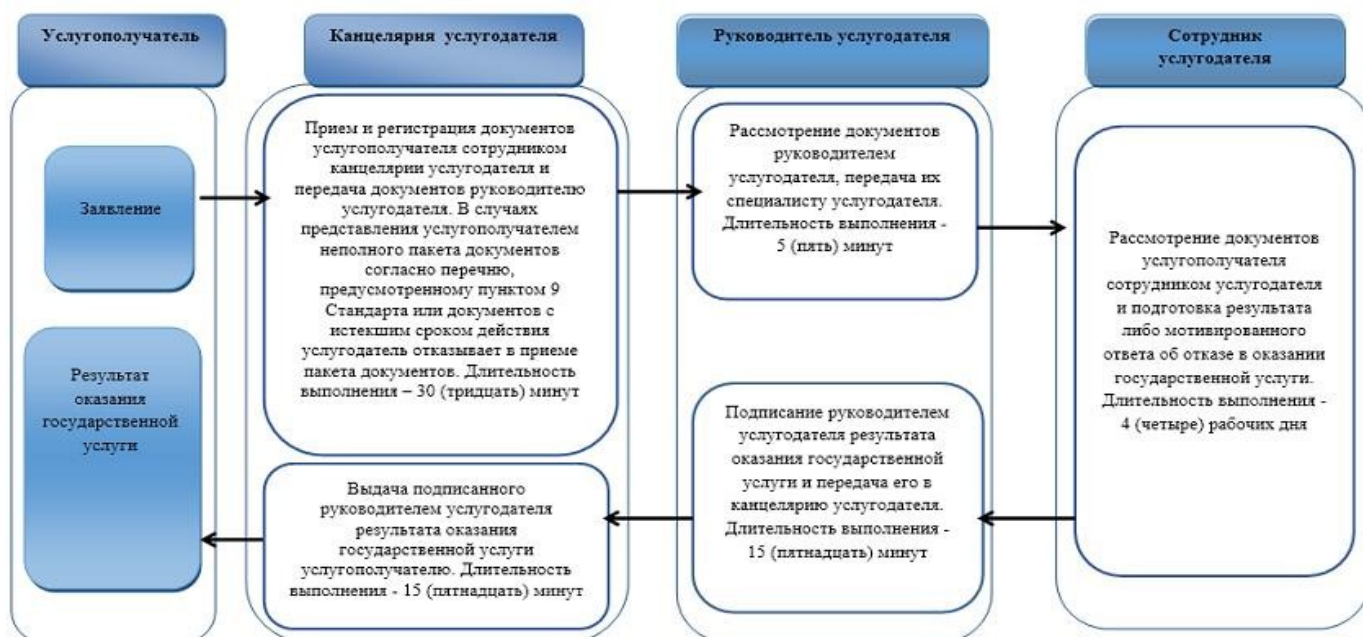 Услугополучатель
Канцелярия услугодателя
Руководитель услугодателя
Сотрудник
услугодателя
Заявление
Прием и регистрация документов
услугополучателя сотрудником
канцелярии услугодателя и
передача документов руководителю
услугодателя. В случаях
представления услугополучателем
неполного пакета документов
согласно перечню,
предусмотренному пунктом 9
Стандарта или документов с
истекшим сроком действия
услугодатель отказывает в приеме
пакета документов. Длительность
выполнения – 30 (тридцать) минут
Рассмотрение документов
руководителем
услугодателя, передача их
специалисту услугодателя.
Длительность выполнения -
5 (пять) минут
Рассмотрение документов
услугополучателя
сотрудником услугодателя
и подготовка результата
либо мотивированного
ответа об отказе в оказании
государственной услуги.
Длительность выполнения -
4 (четыре) рабочих дня
Подписание руководителем
услугодателя результата
оказания государственной
услуги и передача его в
канцелярию услугодателя.
Длительность выполнения -
15 (пятнадцать) минут
Выдача подписанного
руководителем услугодателя
результата оказания
государственной услуги
услугополучателю. Длительность
выполнения - 15 (пятнадцать) минут
Результат
оказания
государственной
услуги